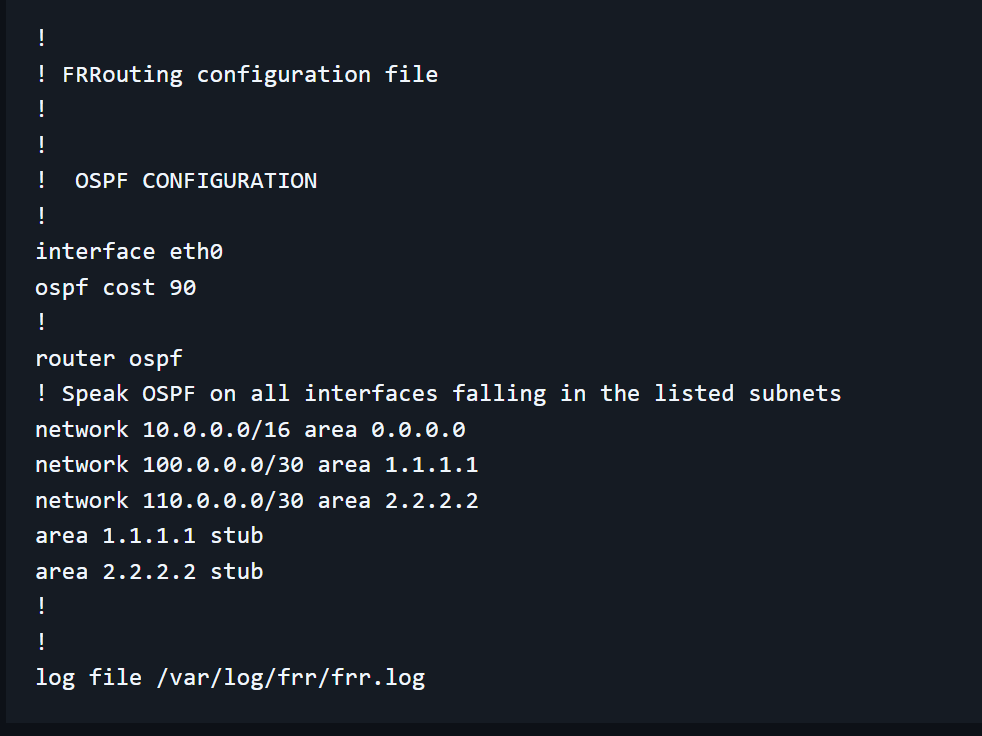 !
! FRRouting configuration file
!
!
!  OSPF CONFIGURATION
!
interface eth0
ospf cost 90
!
router ospf
! Speak OSPF on all interfaces falling in the listed subnets
network 10.0.0.0/16 area 0.0.0.0
network 100.0.0.0/30 area 1.1.1.1
network 110.0.0.0/30 area 2.2.2.2
area 1.1.1.1 stub
area 2.2.2.2 stub
!
!
log file /var/log/frr/frr.log